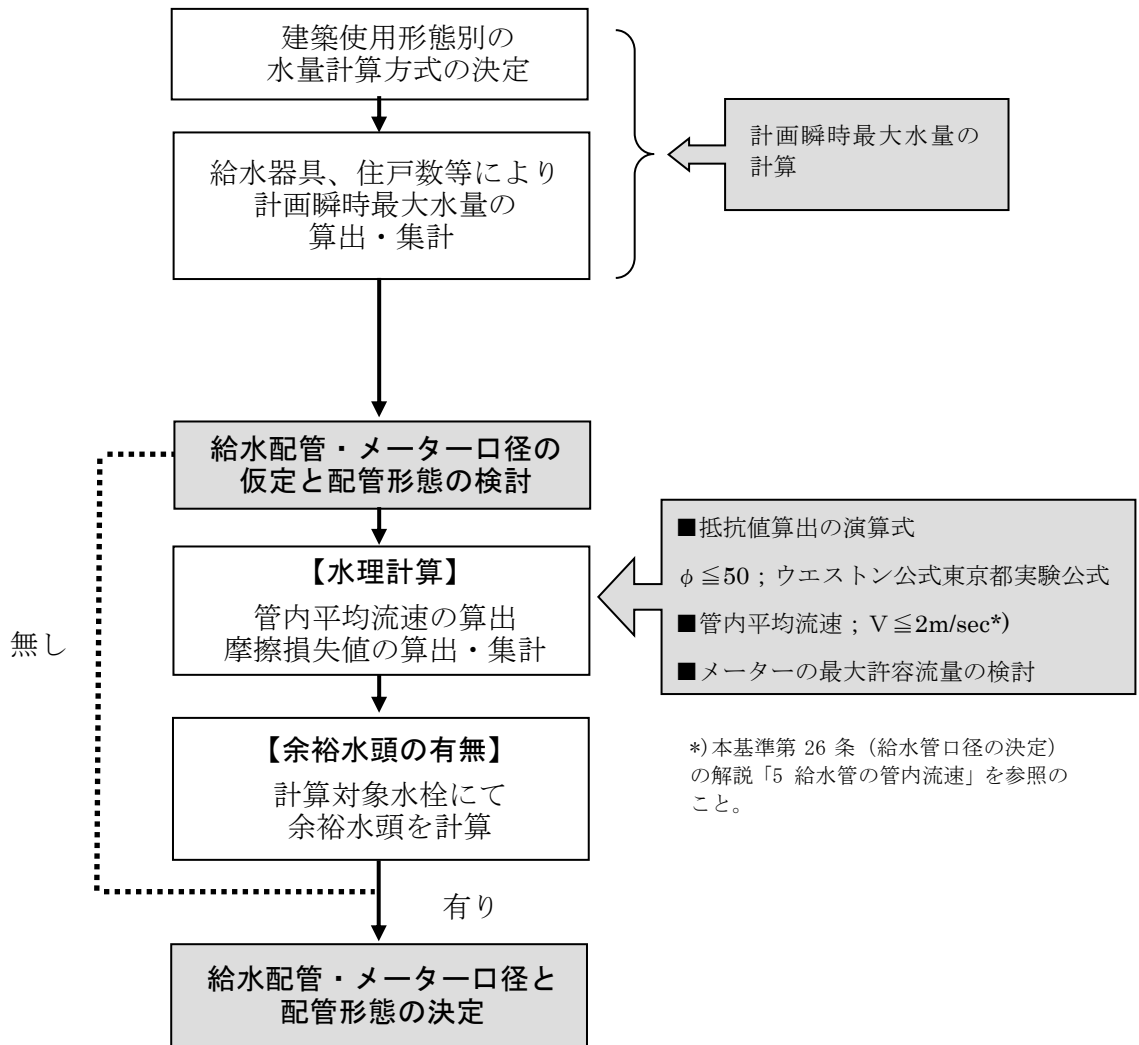 建築使用形態別の
水量計算方式の決定
計画瞬時最大水量の
計算
給水器具、住戸数等により
計画瞬時最大水量の
算出・集計
給水配管・メーター口径の
仮定と配管形態の検討
【水理計算】
管内平均流速の算出
摩擦損失値の算出・集計
■抵抗値算出の演算式
φ≦50；ウエストン公式東京都実験公式
■管内平均流速；V≦2m/sec*)
■メーターの最大許容流量の検討
無し
*)本基準第 26 条（給水管口径の決定）
の解説「5 給水管の管内流速」を参照の
こと。
【余裕水頭の有無】
計算対象水栓にて
余裕水頭を計算
有り
給水配管・メーター口径と
配管形態の決定